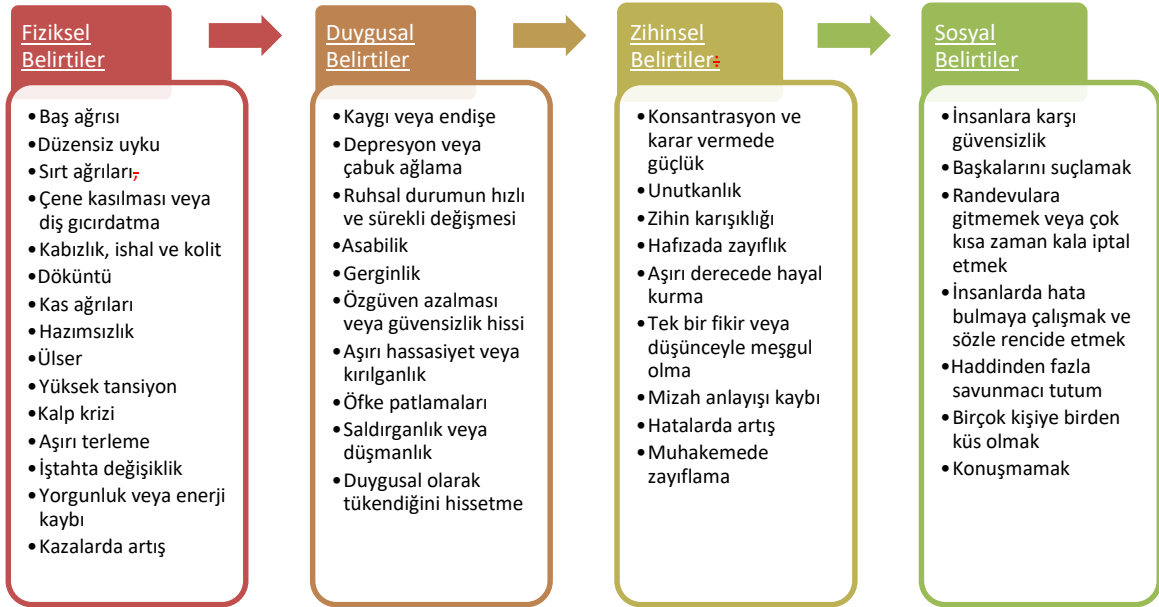 Fiziksel
Belirtiler
• Baş ağrısı
• Düzensiz uyku
• Sırt ağrıları;
• Çene kasılması veya
diş gıcırdatma
• Kabızlık, ishal ve kolit
• Döküntü
• Kas ağrıları
• Hazımsızlık
• Ülser
• Yüksek tansiyon
• Kalp krizi
• Aşırı terleme
• İştahta değişiklik
• Yorgunluk veya enerji
kaybı
• Kazalarda artış
Duygusal
Belirtiler
• Kaygı veya endişe
• Depresyon veya
çabuk ağlama
• Ruhsal durumun hızlı
ve sürekli değişmesi
• Asabilik
• Gerginlik
• Özgüven azalması
veya güvensizlik hissi
• Aşırı hassasiyet veya
kırılganlık
• Öfke patlamaları
• Saldırganlık veya
düşmanlık
• Duygusal olarak
tükendiğini hissetme
Zihinsel
Belirtiler:
• Konsantrasyon ve
karar vermede
güçlük
• Unutkanlık
• Zihin karışıklığı
• Hafızada zayıflık
• Aşırı derecede hayal
kurma
• Tek bir fikir veya
düşünceyle meşgul
olma
• Mizah anlayışı kaybı
• Hatalarda artış
• Muhakemede
zayıflama
Sosyal
Belirtiler
• İnsanlara karşı
güvensizlik
• Başkalarını suçlamak
• Randevulara
gitmemek veya çok
kısa zaman kala iptal
etmek
• İnsanlarda hata
bulmaya çalışmak ve
sözle rencide etmek
• Haddinden fazla
savunmacı tutum
• Birçok kişiye birden
küs olmak
• Konuşmamak